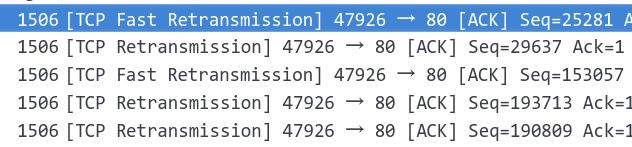 1506 [TCP Fast Retransmission] 47926 → 80 [ACK] Seq=25281
1506 [TCP Retransmission] 47926 → 80 [ACK] Seq=29637 Ack=1
1506 [TCP Fast Retransmission] 47926 → 80 [ACK] Seq=153057
1506 [TCP Retransmission] 47926 → 80 [ACK] Seq=193713 Ack=1
1506 [TCP Retransmission] 47926 → 80 [ACK] Seq=190809 Ack=1